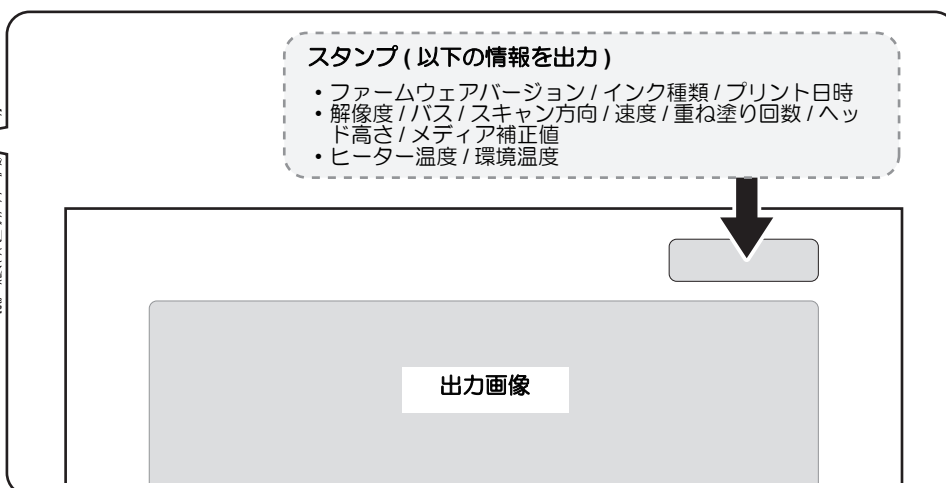 スタンプ ( 以下の情報を出力 )
• ファームウェアバージョン / インク種類 / プリント日時
• 解像度 / パス / スキャン方向 / 速度 / 重ね塗り回数 / ヘッ
ド高さ / メディア補正値
• ヒーター温度 / 環境温度
出力画像